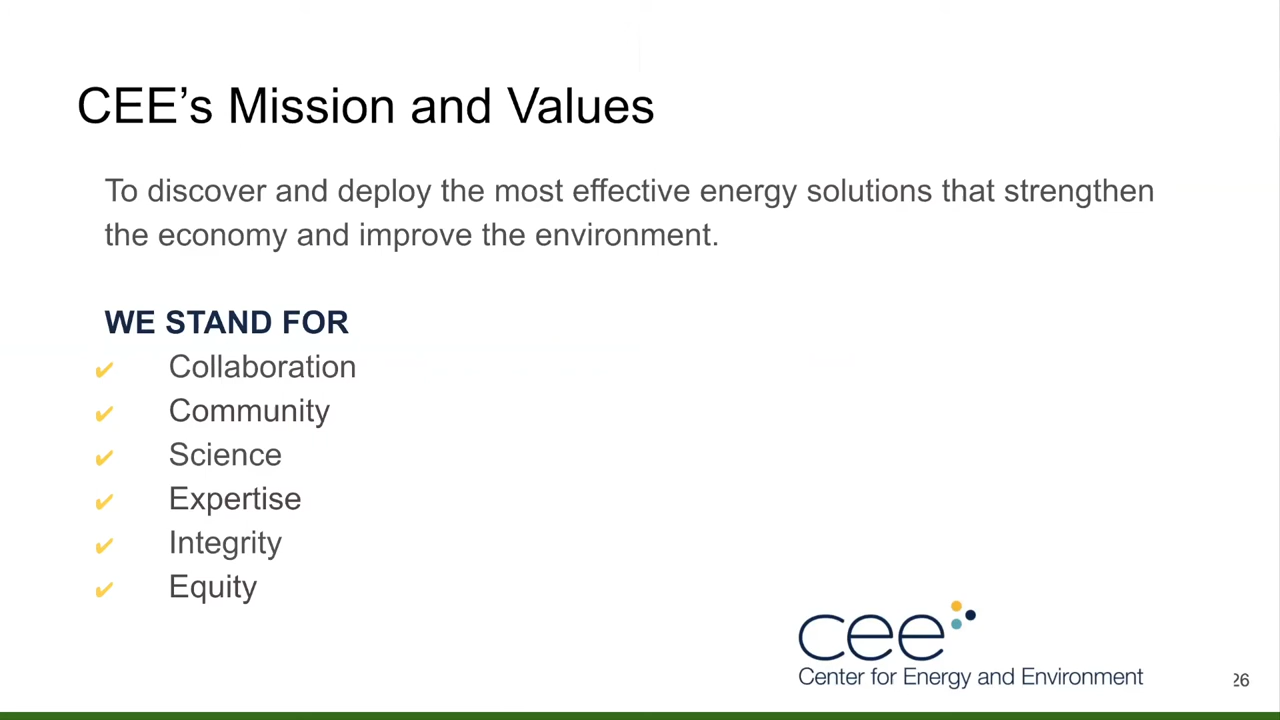 CEE’s Mission and Values
To discover and deploy the most effective energy solutions that strengthen
the economy and improve the environment.
WE STAND FOR
✔ Collaboration
✔ Community
✔ Science
✔ Expertise
✔ Integrity
✔ Equity
cee
Center for Energy and Environment
26